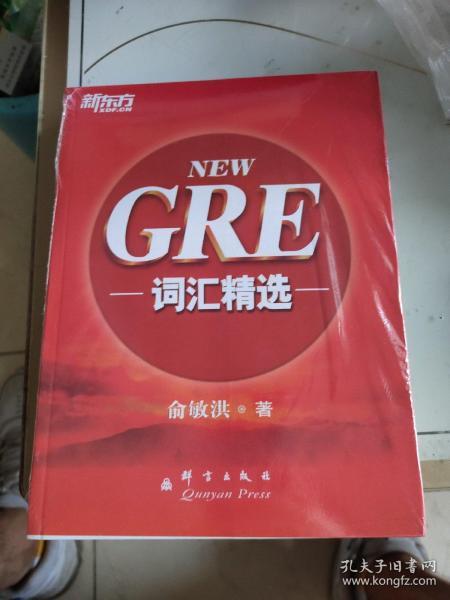 新东方
XDF.CN
NEW
GRE
词汇精选
俞敏洪 著
群言出版社
Qunyan Press
孔夫子旧书网
www.kongfz.com